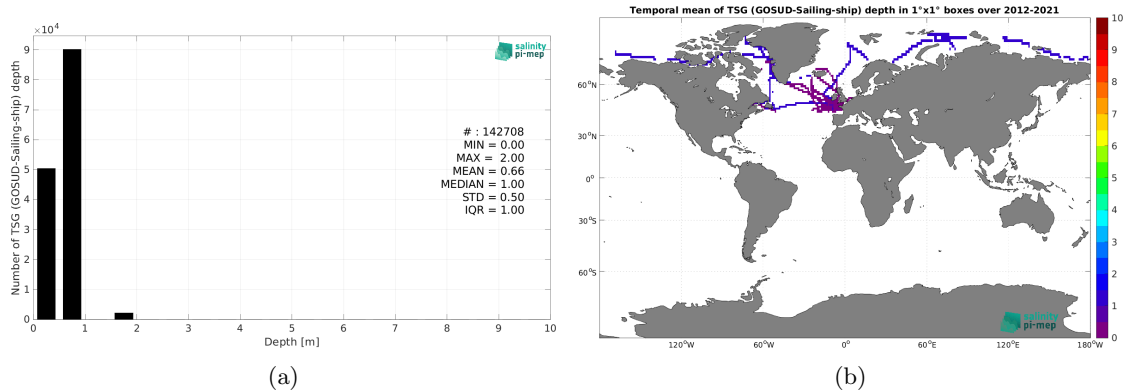 ×10⁴
9
8
7
6
5
4
3
2
1
0
Number of TSG (GOSUD-Sailing-ship) depth
salinity
pi-mep
# : 142708
MIN = 0.00
MAX = 2.00
MEAN = 0.66
MEDIAN = 1.00
STD = 0.50
IQR = 1.00
0 1 2 3 4 5 6 7 8 9 10
Depth [m]
(a)
Temporal mean of TSG (GOSUD-Sailing-ship) depth in 1°x1° boxes over 2012-2021
60°N
30°N
0°
30°S
60°S
120°W 60°W 0° 60°E 120°E 180°W
salinity
pi-mep
10
9
8
7
6
5
4
3
2
1
0
(b)